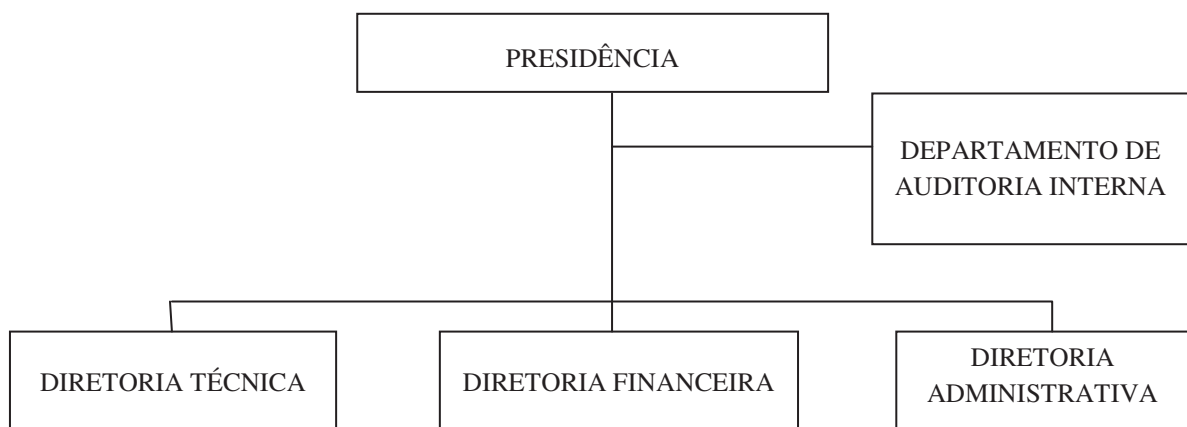 PRESIDÊNCIA
DEPARTAMENTO DE
AUDITORIA INTERNA
DIRETORIA TÉCNICA
DIRETORIA FINANCEIRA
DIRETORIA
ADMINISTRATIVA